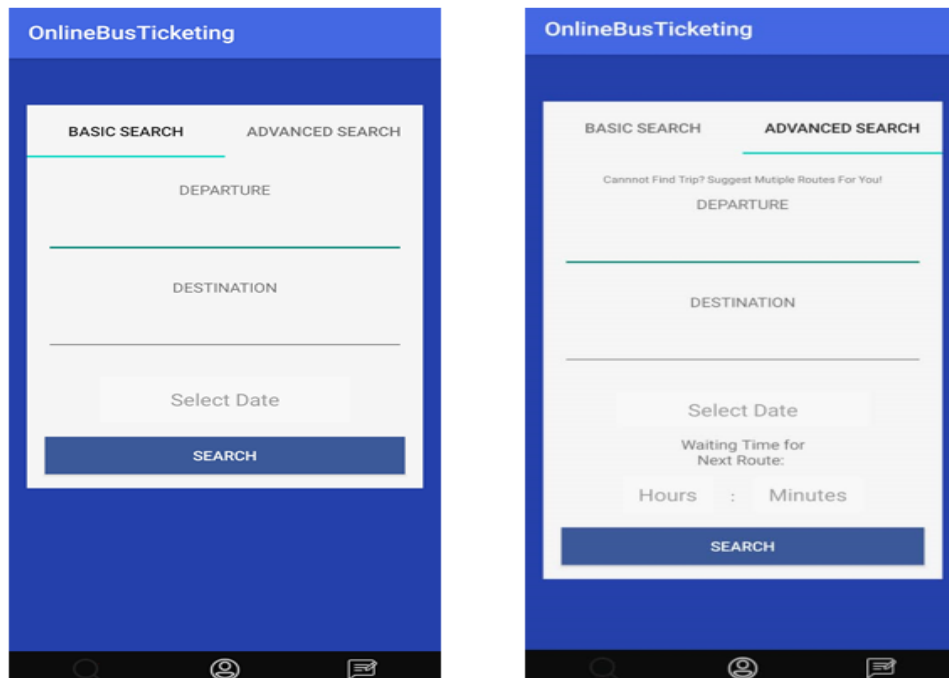 OnlineBusTicketing
BASIC SEARCH ADVANCED SEARCH
DEPARTURE
DESTINATION
Select Date
SEARCH
OnlineBusTicketing
BASIC SEARCH ADVANCED SEARCH
Cannnot Find Trip? Suggest Mutiple Routes For You!
DEPARTURE
DESTINATION
Select Date
Waiting Time for
Next Route:
Hours : Minutes
SEARCH